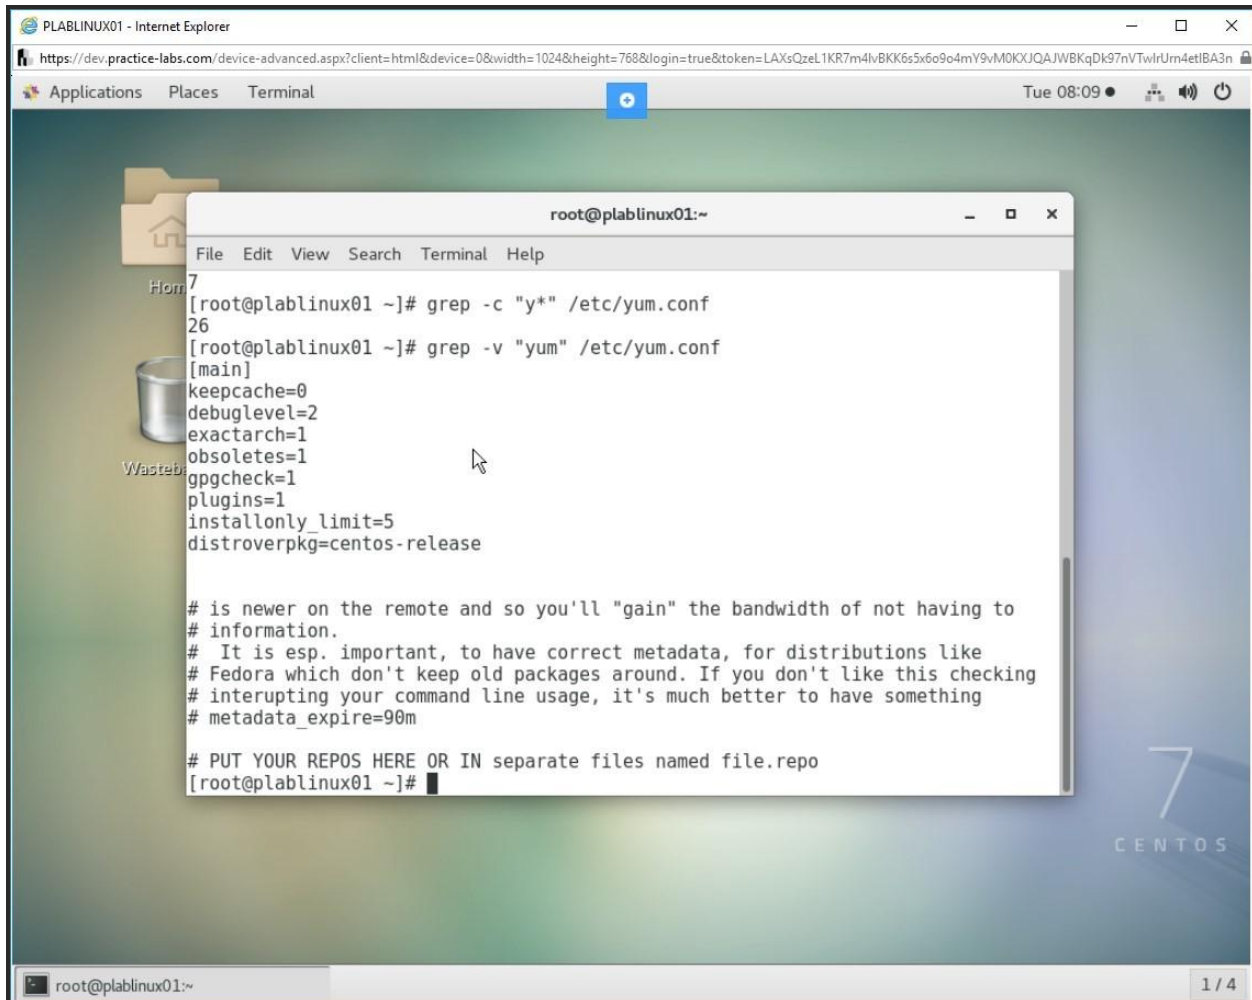 PLABLINUX01 - Internet Explorer
https://dev.practice-labs.com/device-advanced.aspx?client=html&device=0&width=1024&height=768&login=true&token=
Applications Places Terminal Tue 08:09
root@plablinux01:~
File Edit View Search Terminal Help
7
[root@plablinux01 ~]# grep -c "y*" /etc/yum.conf
26
[root@plablinux01 ~]# grep -v "yum" /etc/yum.conf
[main]
keepcache=0
debuglevel=2
exactarch=1
obsoletes=1
gpgcheck=1
plugins=1
installonly_limit=5
distroverpkg=centos-release
# is newer on the remote and so you'll "gain" the bandwidth of not having to
# information.
#  It is esp. important, to have correct metadata, for distributions like
# Fedora which don't keep old packages around. If you don't like this checking
# interupting your command line usage, it's much better to have something
# metadata_expire=90m
# PUT YOUR REPOS HERE OR IN separate files named file.repo
[root@plablinux01 ~]#
Hom
Wasteb
7
CENTOS
root@plablinux01:~
1 / 4